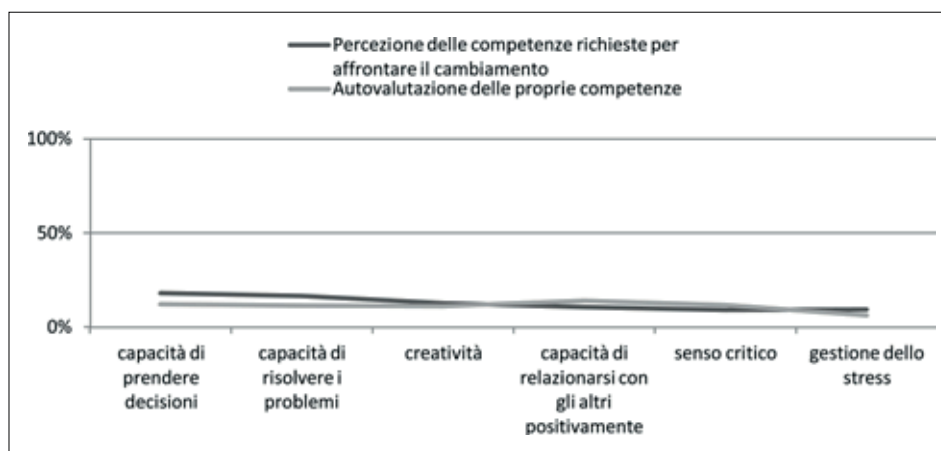 Percezione delle competenze richieste per
affrontare il cambiamento
Autovalutazione delle proprie competenze
100%
50%
0%
capacità di
prendere
decisioni
capacità di
risolvere i
problemi
creatività
capacità di
relazionarsi con
gli altri
positivamente
senso critico
gestione dello
stress